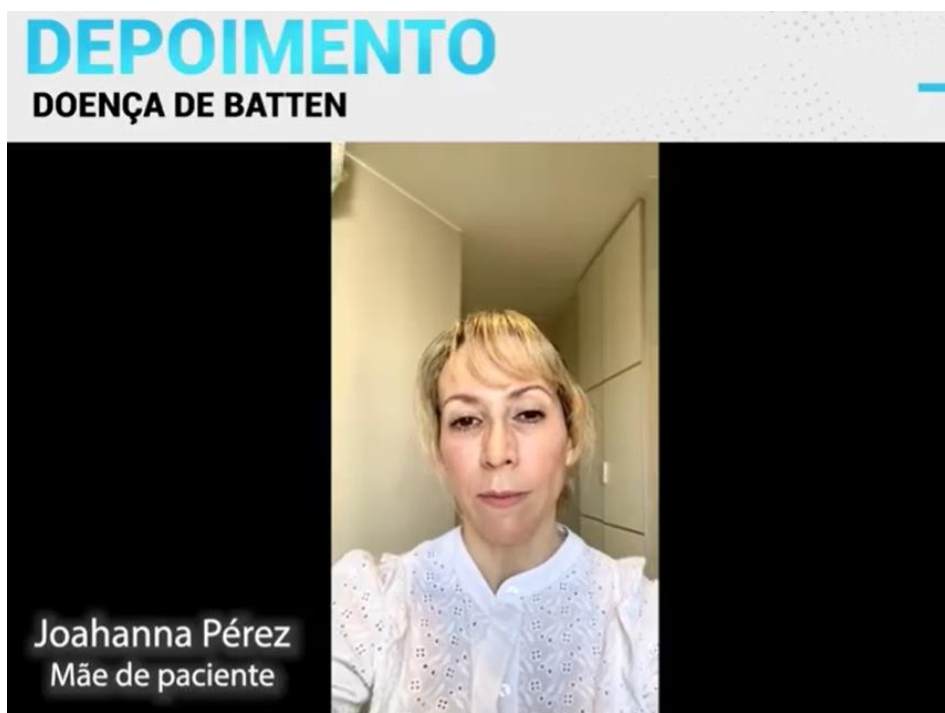 DEPOIMENTO
DOENÇA DE BATTEN
Joahanna Pérez
Mãe de paciente